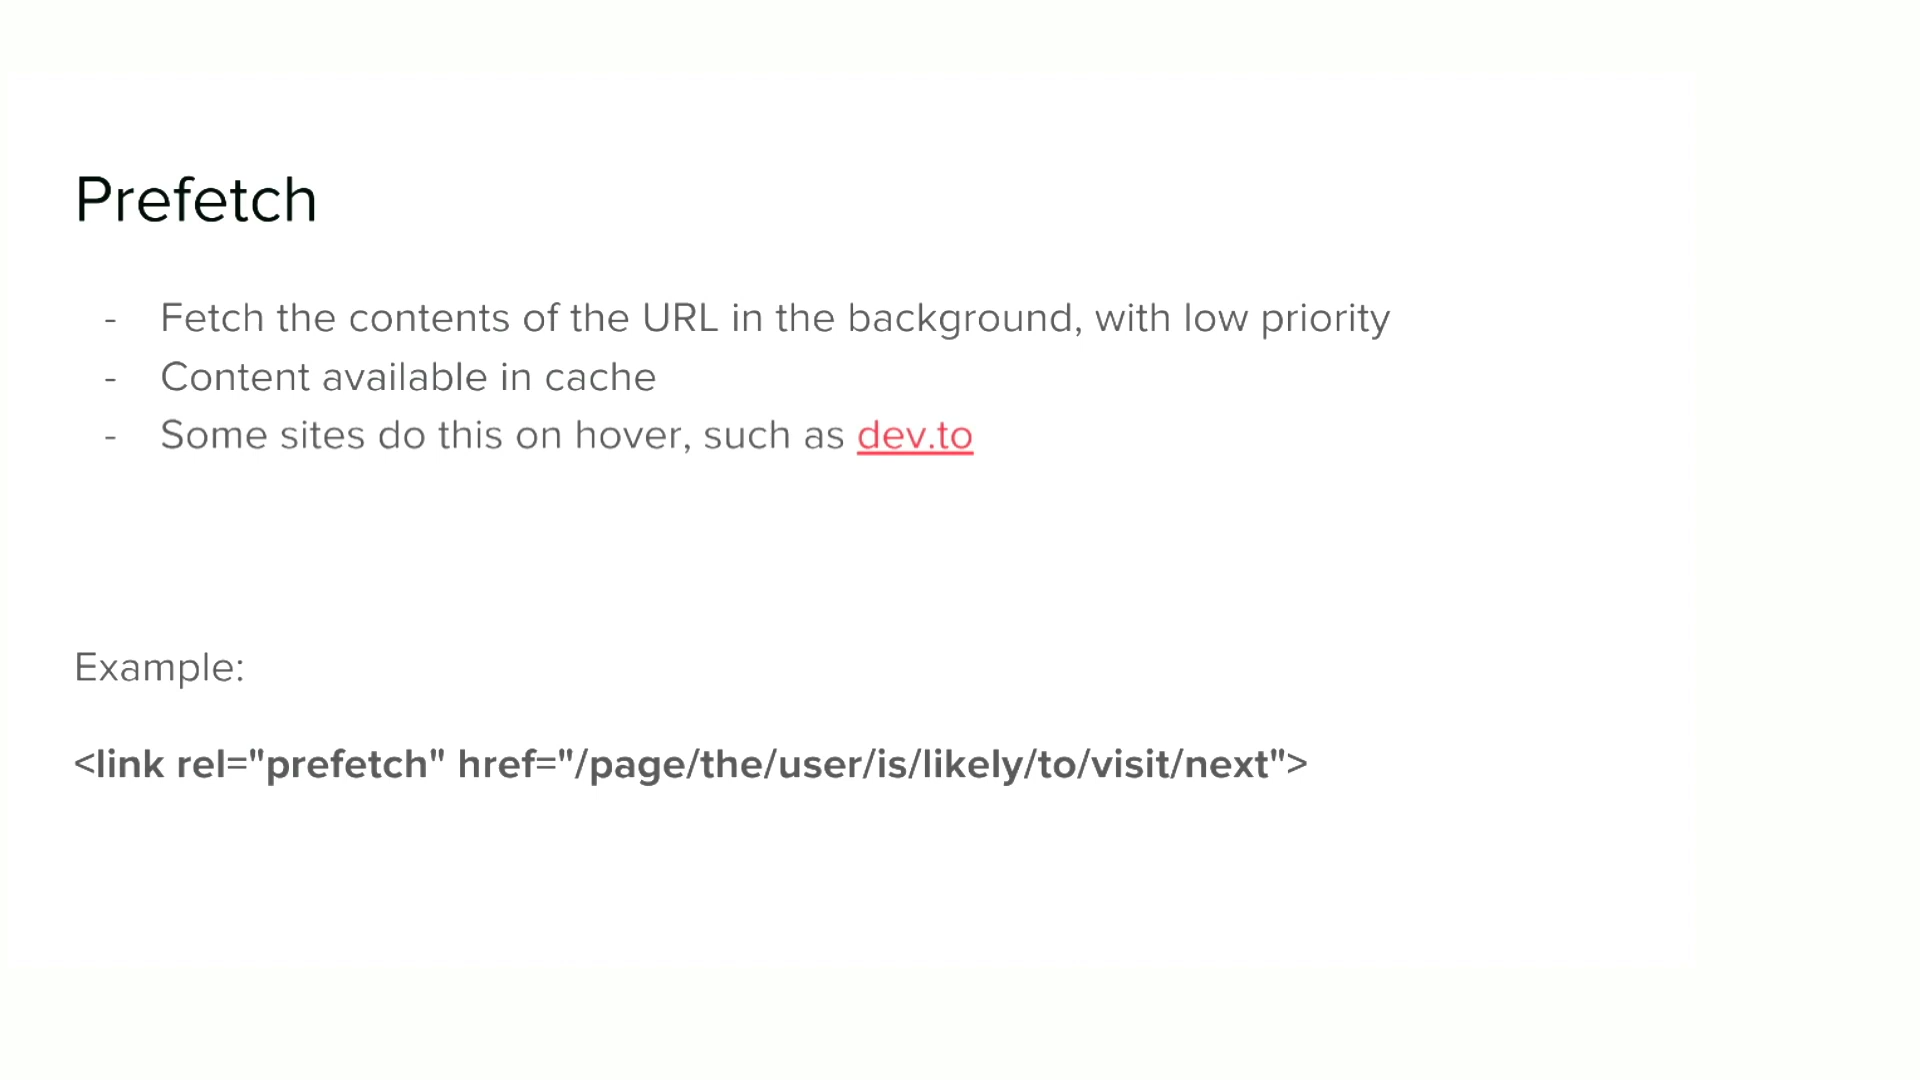 Prefetch
- Fetch the contents of the URL in the background, with low priority
- Content available in cache
- Some sites do this on hover, such as dev.to
Example:
<link rel="prefetch" href="/page/the/user/is/likely/to/visit/next">